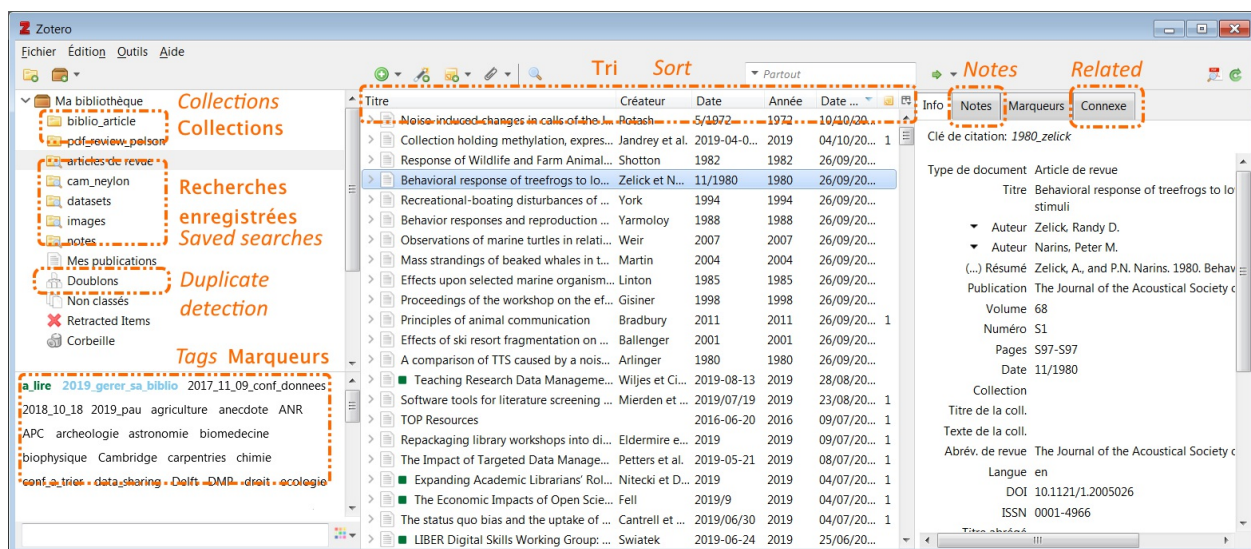 Zotero
Fichier Édition Outils Aide
Tri Sort
Partout
Notes Related
Ma bibliothèque
Collections
biblio_article
Collections
pdf_review_polson
articles de revue
cam_neylon
Recherches
datasets
enregistrées
images
Saved searches
notes
Mes publications
Doublons
Duplicate
detection
Non classés
Retracted Items
Corbeille
Tags Marqueurs
a_lire 2019_gerer_sa_biblio 2017_11_09_conf_donnees
2018_10_18 2019_pau agriculture anecdote ANR
APC archeologie astronomie biomedecine
biophysique Cambridge carpentries chimie
conf_a_trier data_sharing Delft DMP droit ecologie
Titre Créateur Date Année Date ...
Noise-induced changes in calls of the J... Potash 5/1972 1972 10/10/20...
Collection holding methylation, expres... Jandrey et al. 2019-04-0... 2019 04/10/20... 1
Response of Wildlife and Farm Animal... Shotton 1982 1982 26/09/20...
Behavioral response of treefrogs to lo... Zelick et N... 11/1980 1980 26/09/20...
Recreational-boating disturbances of ... York 1994 1994 26/09/20...
Behavior responses and reproduction ... Yarmoloy 1988 1988 26/09/20...
Observations of marine turtles in relati... Weir 2007 2007 26/09/20...
Mass strandings of beaked whales in t... Martin 2004 2004 26/09/20...
Effects upon selected marine organism... Linton 1985 1985 26/09/20...
Proceedings of the workshop on the ef... Gisiner 1998 1998 26/09/20...
Principles of animal communication Bradbury 2011 2011 26/09/20... 1
Effects of ski resort fragmentation on ... Ballenger 2001 2001 26/09/20...
A comparison of TTS caused by a nois... Arlinger 1980 1980 26/09/20...
Teaching Research Data Manageme... Wiljes et Ci... 2019-08-13 2019 28/08/20...
Software tools for literature screening ... Mierden et ... 2019/07/19 2019 23/08/20... 1
TOP Resources 2016-06-20 2016 09/07/20... 1
Repackaging library workshops into di... Eldermire e... 2019 2019 09/07/20... 1
The Impact of Targeted Data Manage... Petters et al. 2019-05-21 2019 08/07/20... 1
Expanding Academic Librarians' Rol... Nitecki et D... 2019 2019 04/07/20... 1
The Economic Impacts of Open Scie... Fell 2019/9 2019 04/07/20... 1
The status quo bias and the uptake of ... Cantrell et ... 2019/06/30 2019 04/07/20... 1
LIBER Digital Skills Working Group: ... Swiatek 2019-06-24 2019 25/06/20...
Info Notes Marqueurs Connexe
Clé de citation: 1980_zelick
Type de document Article de revue
Titre Behavioral response of treefrogs to lo
stimuli
Auteur Zelick, Randy D.
Auteur Narins, Peter M.
(...) Résumé Zelick, A., and P.N. Narins. 1980. Behav
Publication The Journal of the Acoustical Society
Volume 68
Numéro S1
Pages S97-S97
Date 11/1980
Collection
Titre de la coll.
Texte de la coll.
Abrév. de revue The Journal of the Acoustical Society
Langue en
DOI 10.1121/1.2005026
ISSN 0001-4966
Titre abrégé